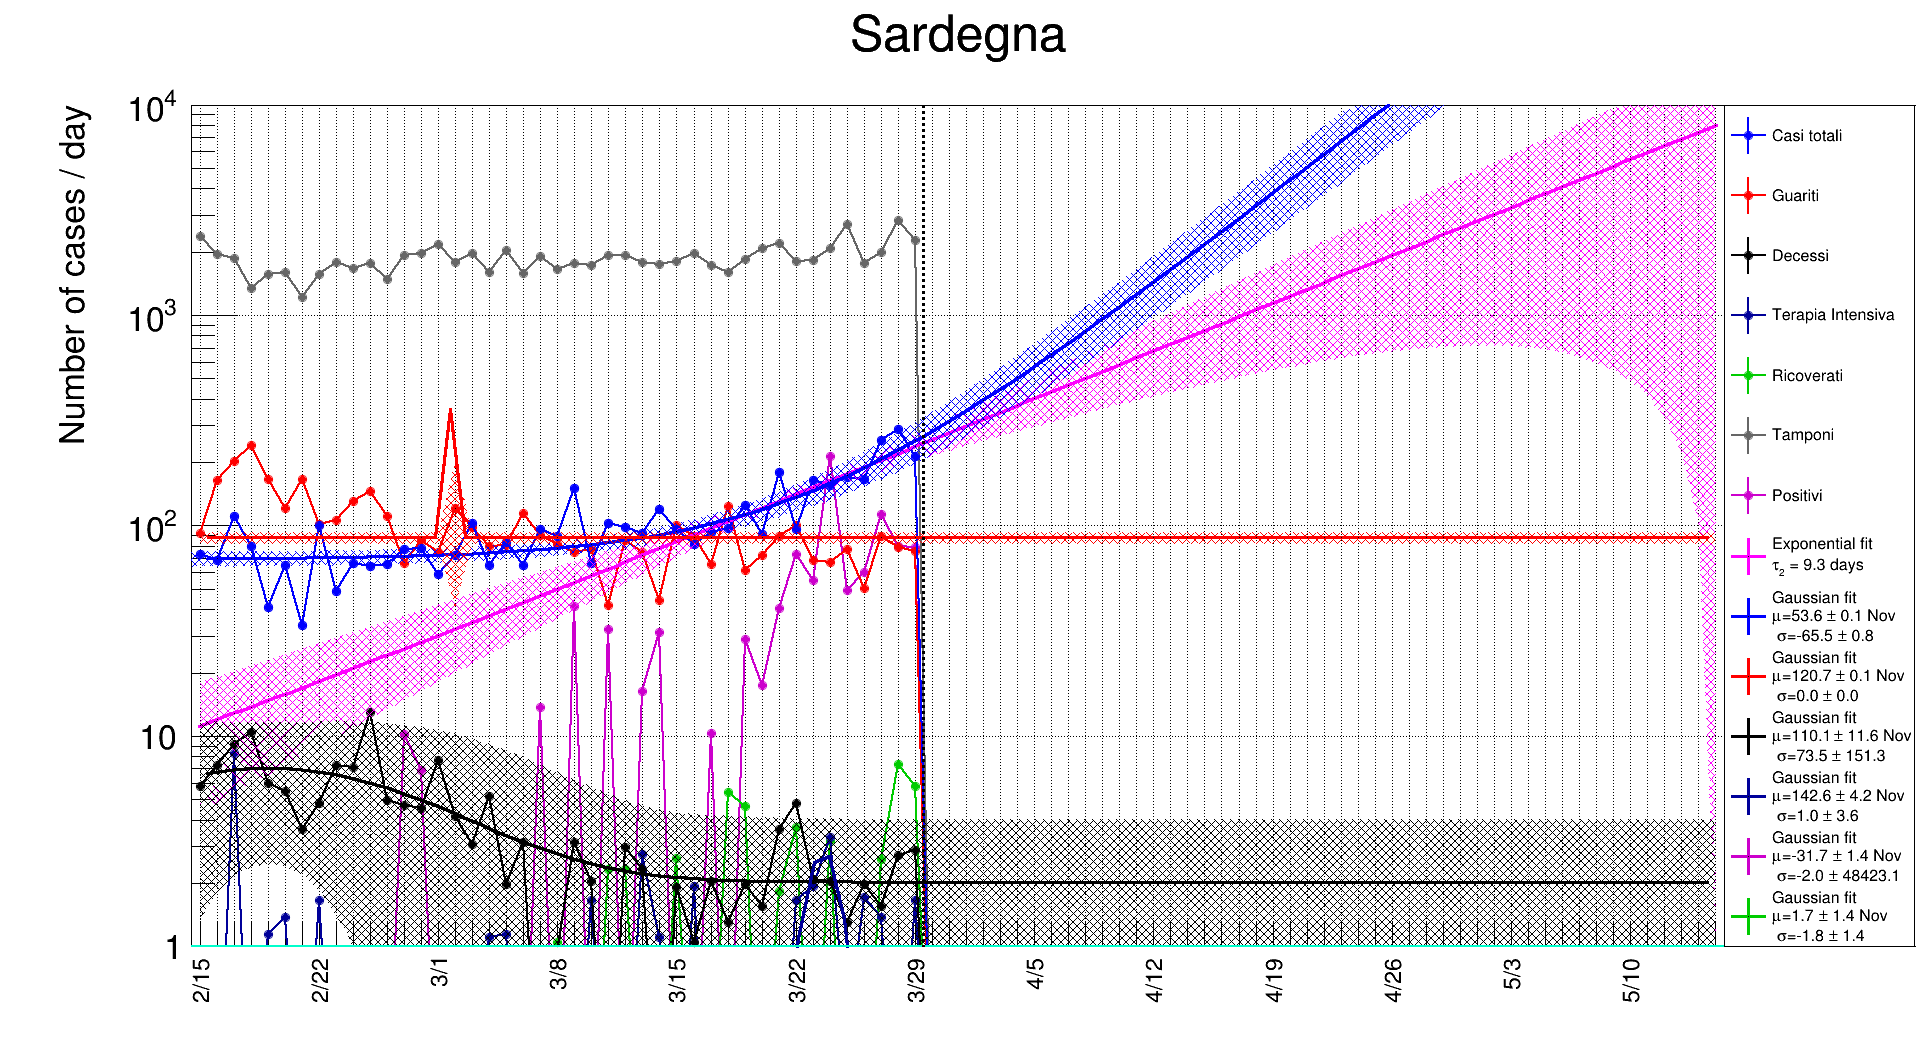 Sardegna
Number of cases / day
10⁴
10³
10²
10
1
2/15
2/22
3/1
3/8
3/15
3/22
3/29
4/5
4/12
4/19
4/26
5/3
5/10
Casi totali
Guariti
Decessi
Terapia Intensiva
Ricoverati
Tamponi
Positivi
Exponential fit
τ₂ = 9.3 days
Gaussian fit
μ=53.6 ± 0.1 Nov
σ=-65.5 ± 0.8
Gaussian fit
μ=120.7 ± 0.1 Nov
σ=0.0 ± 0.0
Gaussian fit
μ=110.1 ± 11.6 Nov
σ=73.5 ± 151.3
Gaussian fit
μ=142.6 ± 4.2 Nov
σ=1.0 ± 3.6
Gaussian fit
μ=-31.7 ± 1.4 Nov
σ=-2.0 ± 48423.1
Gaussian fit
μ=1.7 ± 1.4 Nov
σ=-1.8 ± 1.4